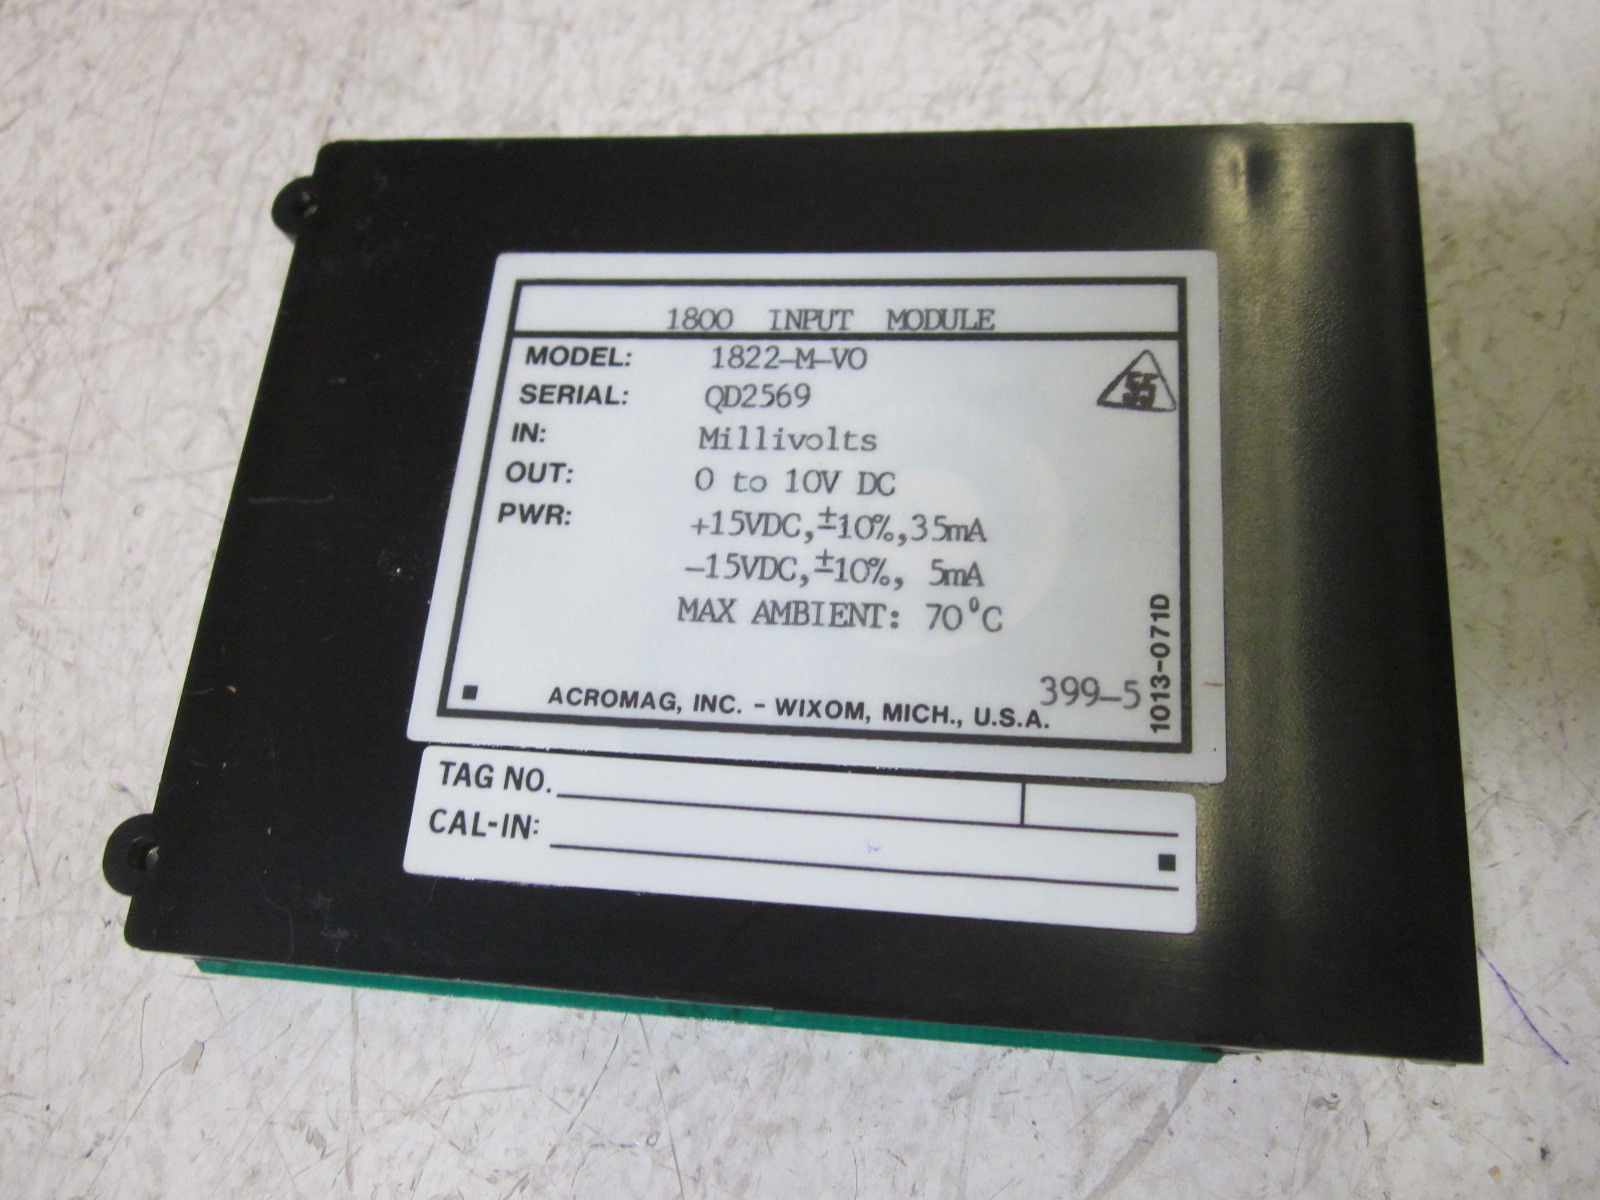 1800 INPUT MODULE
MODEL: 1822-M-VO
SERIAL: QD2569
IN: Millivolts
OUT: 0 to 10V DC
PWR: +15VDC,±10%,35mA
-15VDC,±10%, 5mA
MAX AMBIENT: 70°C
55
399-5
1013-071D
ACROMAG, INC. - WIXOM, MICH., U.S.A.
TAG NO.
CAL-IN: